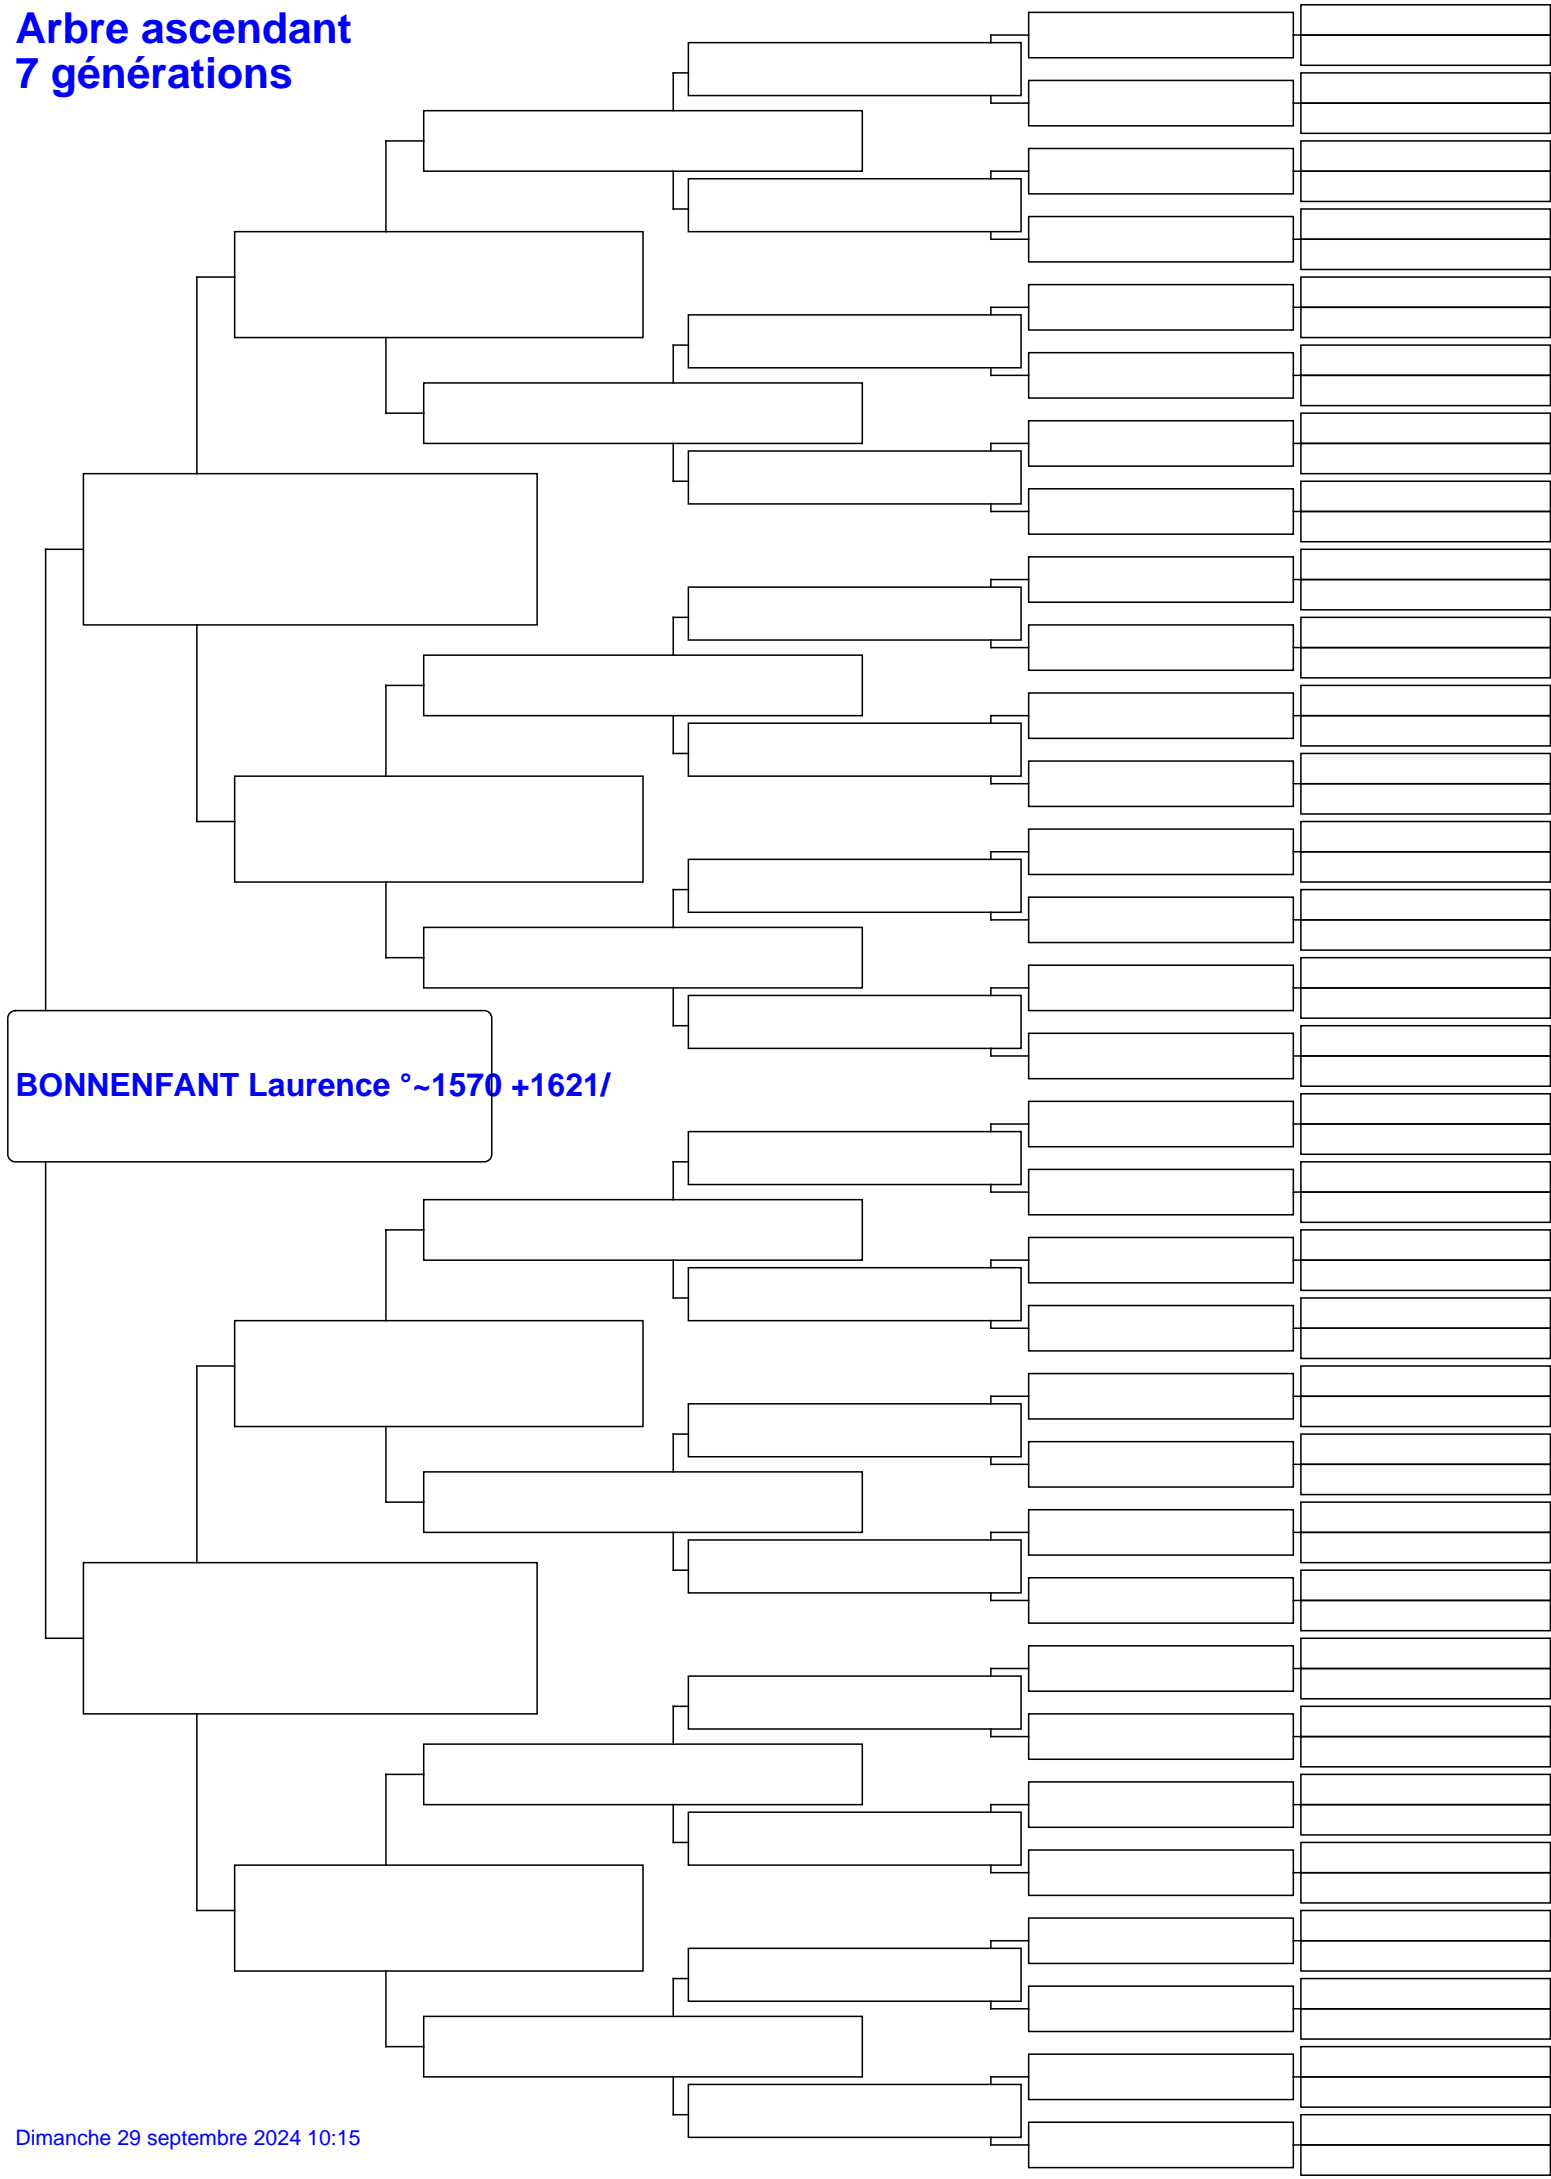 Arbre ascendant
7 générations
BONNENFANT Laurence °~1570 +1621/
Dimanche 29 septembre 2024 10:15